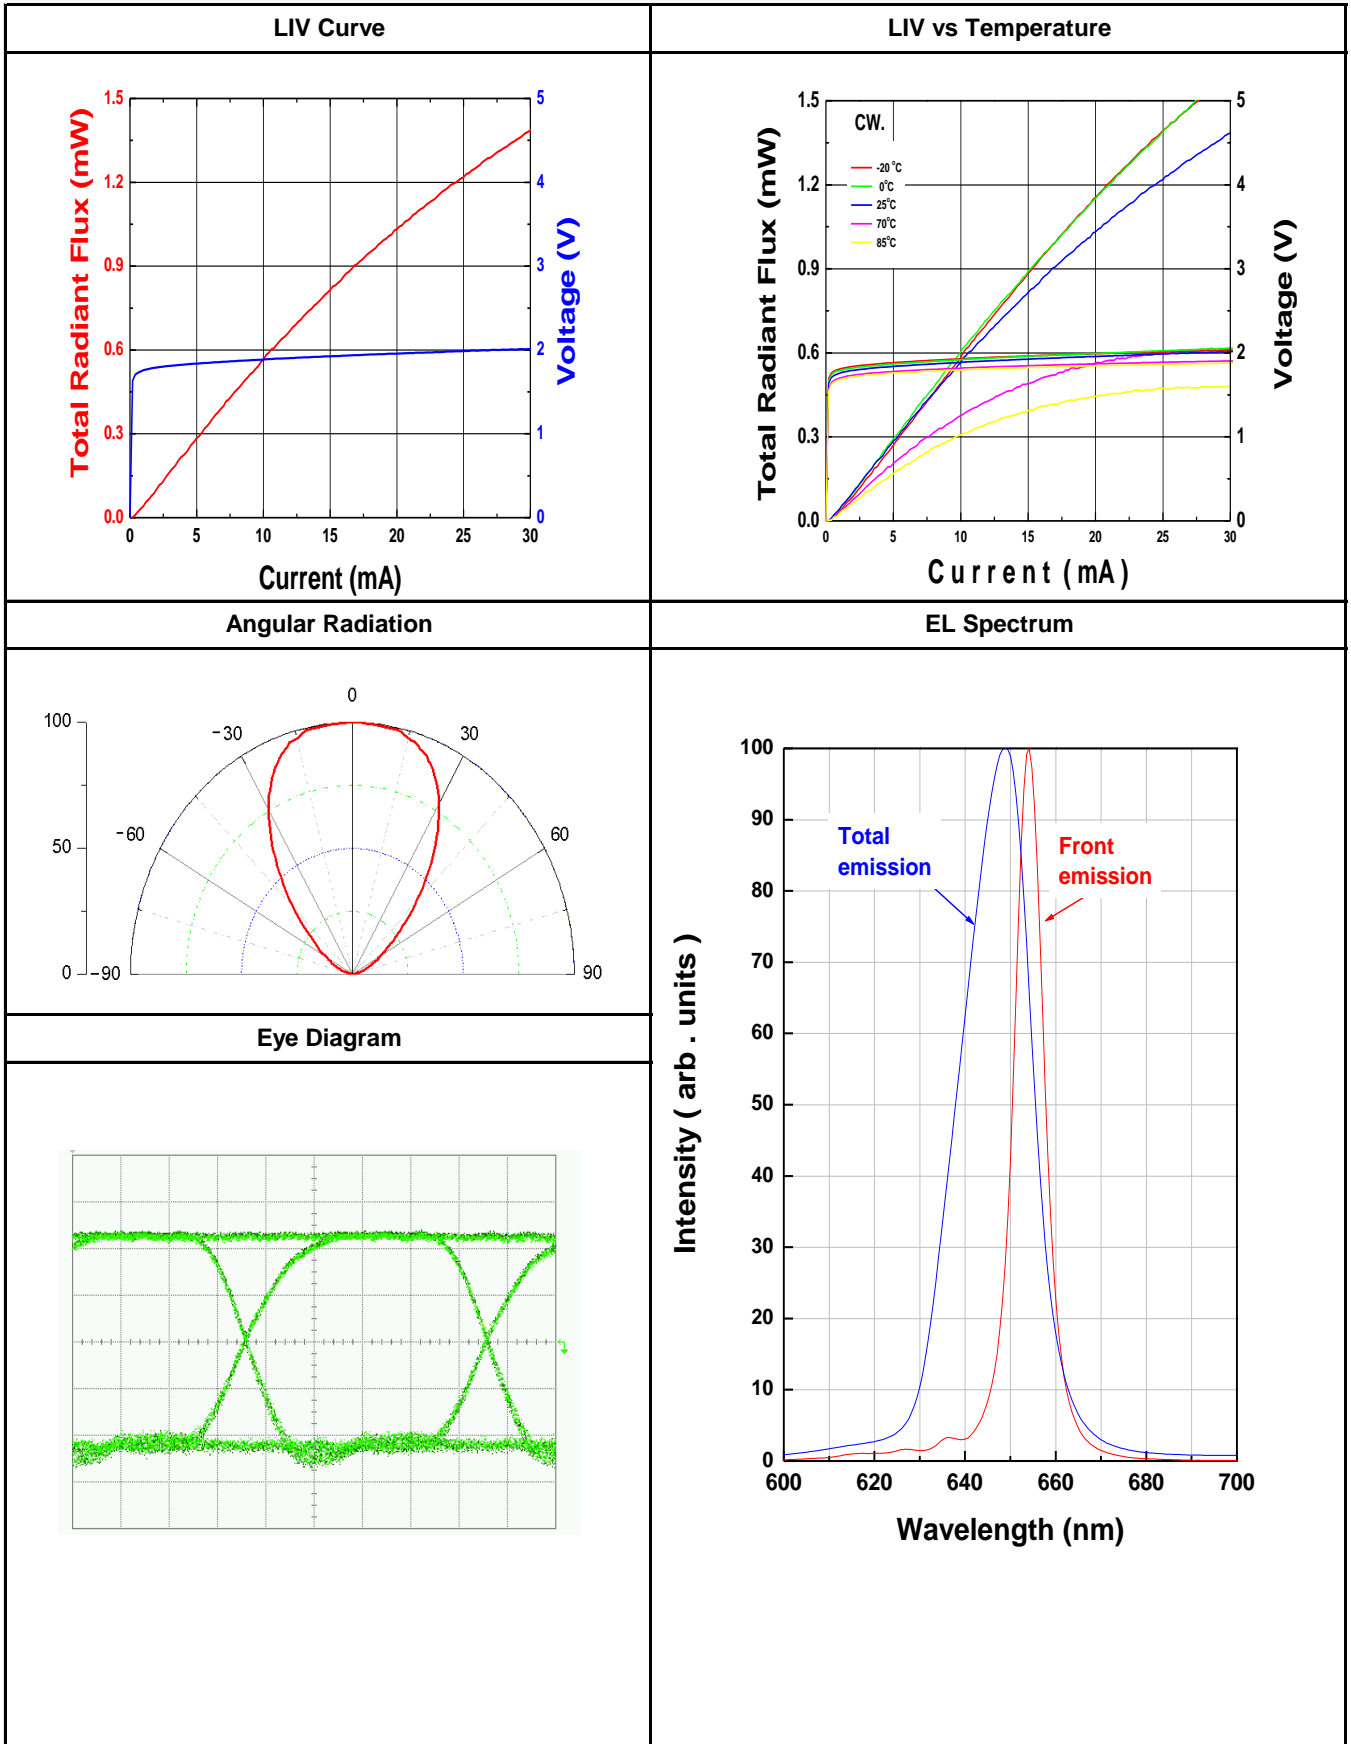 LIV Curve
LIV vs Temperature
1.5
1.2
0.9
0.6
0.3
0.0
Total Radiant Flux (mW)
5
4
3
2
1
0
Voltage (V)
0 5 10 15 20 25 30
Current (mA)
1.5
1.2
0.9
0.6
0.3
0.0
Total Radiant Flux (mW)
CW.
-20 °C
0°C
25°C
70°C
85°C
5
4
3
2
1
0
Voltage (V)
0 5 10 15 20 25 30
Current (mA)
Angular Radiation
EL Spectrum
0
-30 30
-60 60
-90 90
100
50
0
Eye Diagram
100
90
80
70
60
50
40
30
20
10
0
Intensity ( arb . units )
Total
emission
Front
emission
600 620 640 660 680 700
Wavelength (nm)